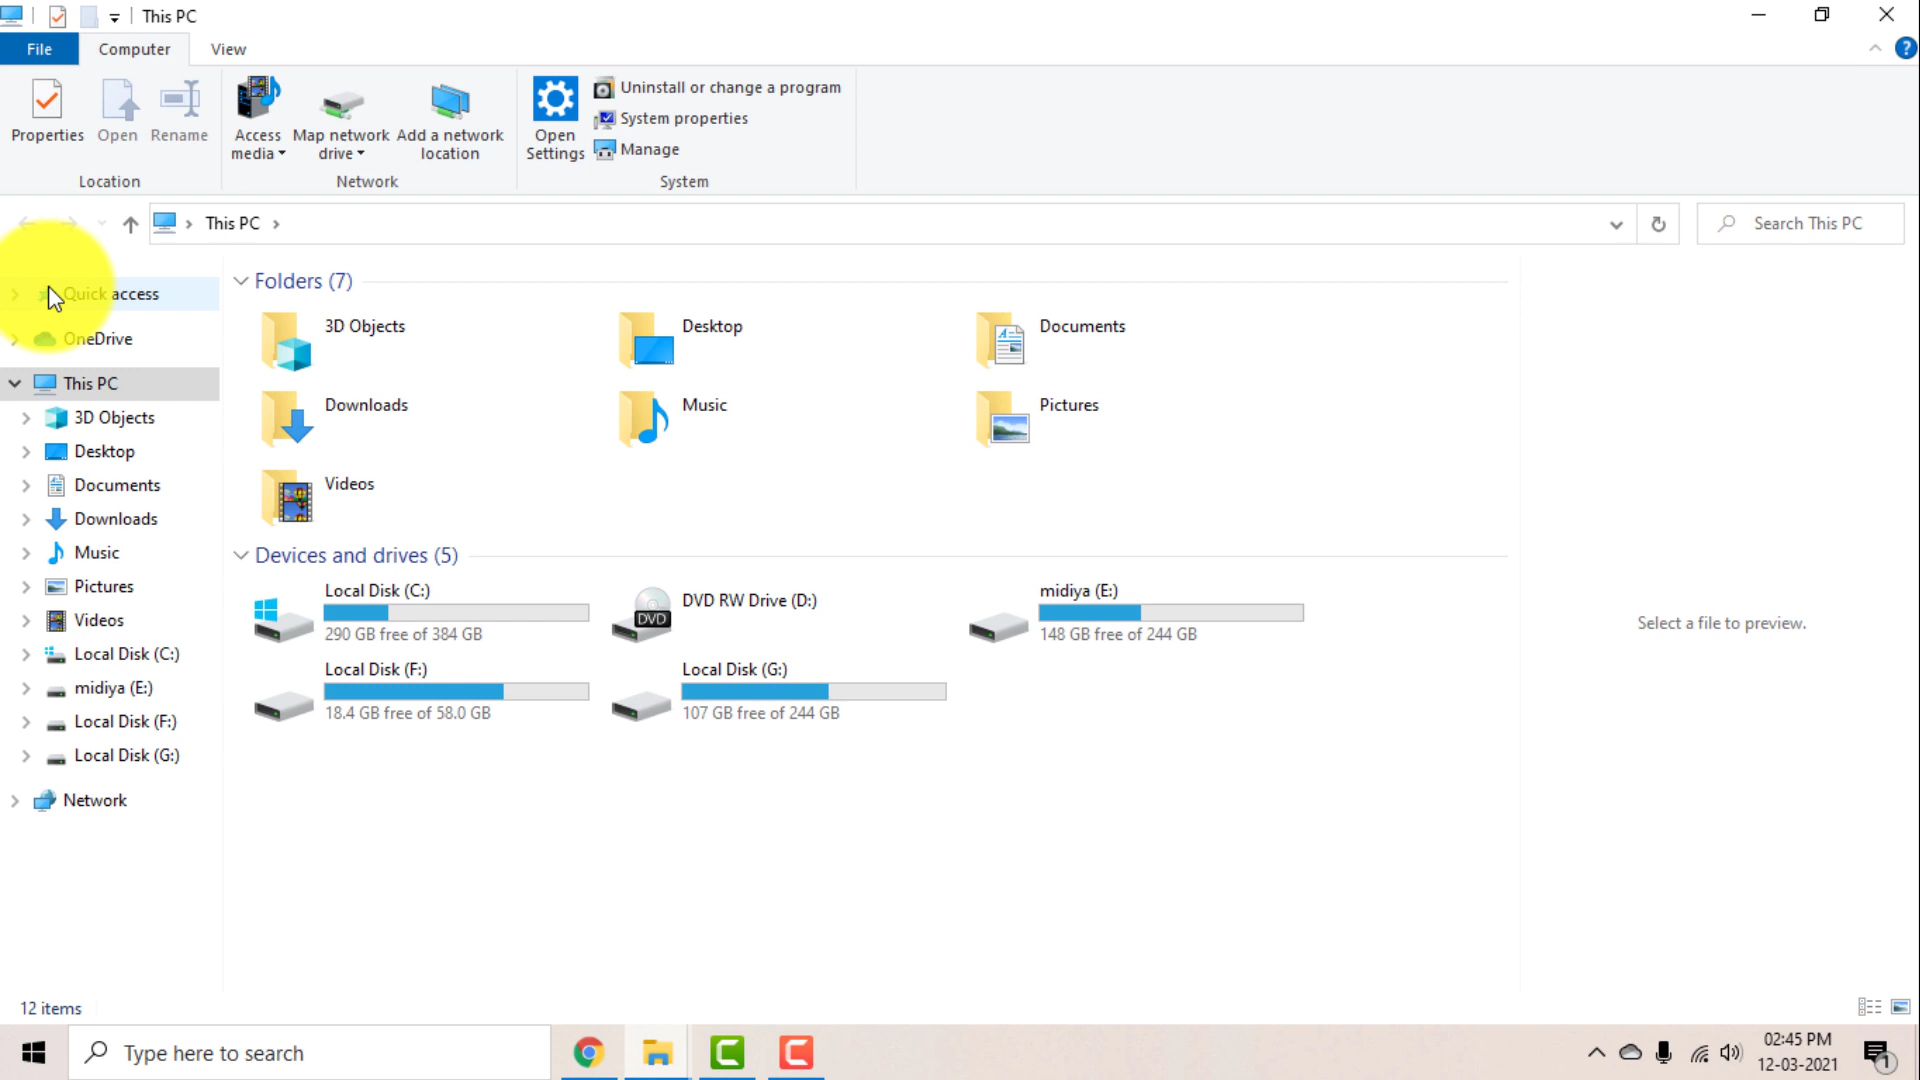 This PC
File
Computer
View
Properties
Open
Rename
Access
media
Map network
drive
Add a network
location
Open
Settings
Uninstall or change a program
System properties
Manage
Location
Network
System
This PC
Search This PC
Quick access
OneDrive
This PC
3D Objects
Desktop
Documents
Downloads
Music
Pictures
Videos
Local Disk (C:)
midiya (E:)
Local Disk (F:)
Local Disk (G:)
Network
Folders (7)
3D Objects
Desktop
Documents
Downloads
Music
Pictures
Videos
Devices and drives (5)
Local Disk (C:)
290 GB free of 384 GB
DVD RW Drive (D:)
DVD
midiya (E:)
148 GB free of 244 GB
Local Disk (F:)
18.4 GB free of 58.0 GB
Local Disk (G:)
107 GB free of 244 GB
Select a file to preview.
12 items
Type here to search
02:45 PM
12-03-2021
1